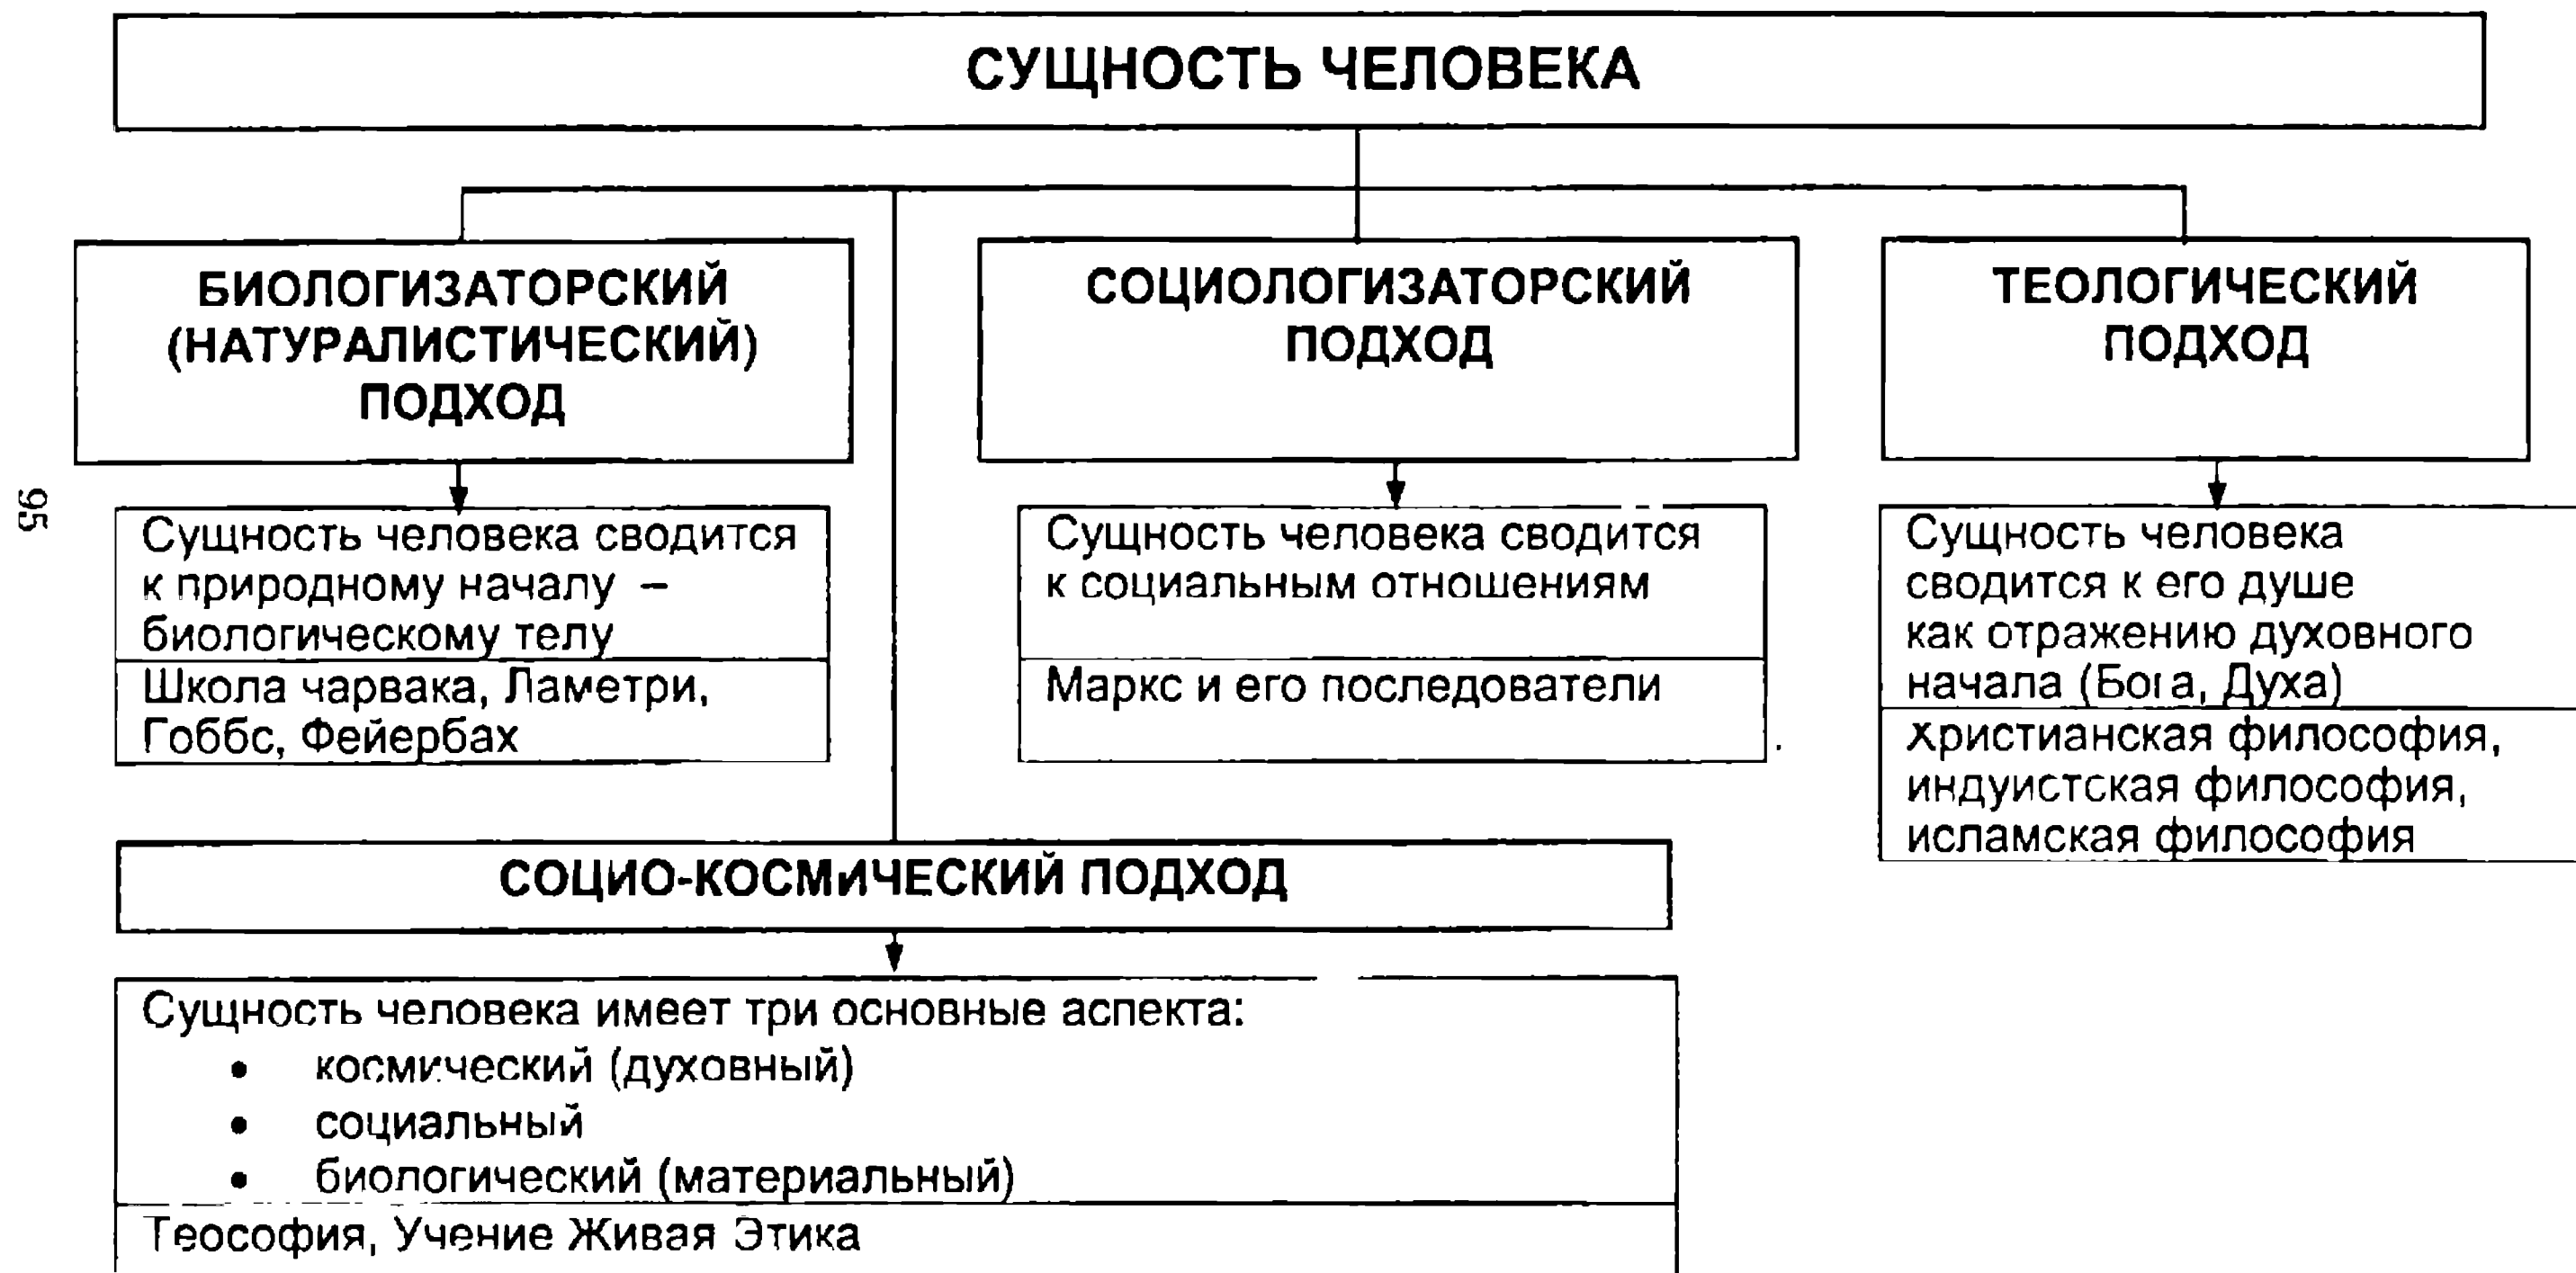 СУЩНОСТЬ ЧЕЛОВЕКА
БИОЛОГИЗАТОРСКИЙ
(НАТУРАЛИСТИЧЕСКИЙ)
ПОДХОД
СОЦИОЛОГИЗАТОРСКИЙ
ПОДХОД
ТЕОЛОГИЧЕСКИЙ
ПОДХОД
Сущность человека сводится
к природному началу –
биологическому телу
Школа чарвака, Ламетри,
Гоббс, Фейербах
Сущность человека сводится
к социальным отношениям
Маркс и его последователи
Сущность человека
сводится к его душе
как отражению духовного
начала (Бога, Духа)
христианская философия,
индуистская философия,
исламская философия
СОЦИО-КОСМИЧЕСКИЙ ПОДХОД
Сущность человека имеет три основные аспекта:
• космический (духовный)
• социальный
• биологический (материальный)
Теософия, Учение Живая Этика
95